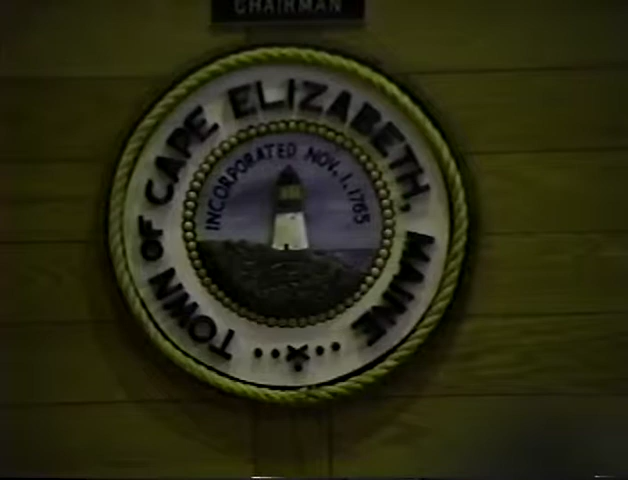 CHAIRMAN
TOWN OF CAPE ELIZABETH, MAINE
INCORPORATED NOV. 1, 1765